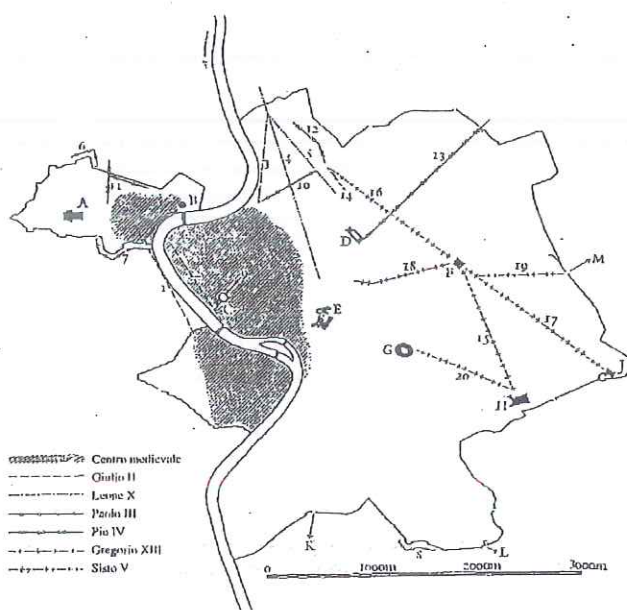 12
6
3
4
5
13
11
10
14
16
A
B
D
7
M
18
F
19
1
C
E
17
15
G
20
J
H
Centro medievale
Giulio II
Leone X
Paolo III
Pio IV
Gregorio XIII
Sisto V
K
L
0 1000m 2000m 3000m